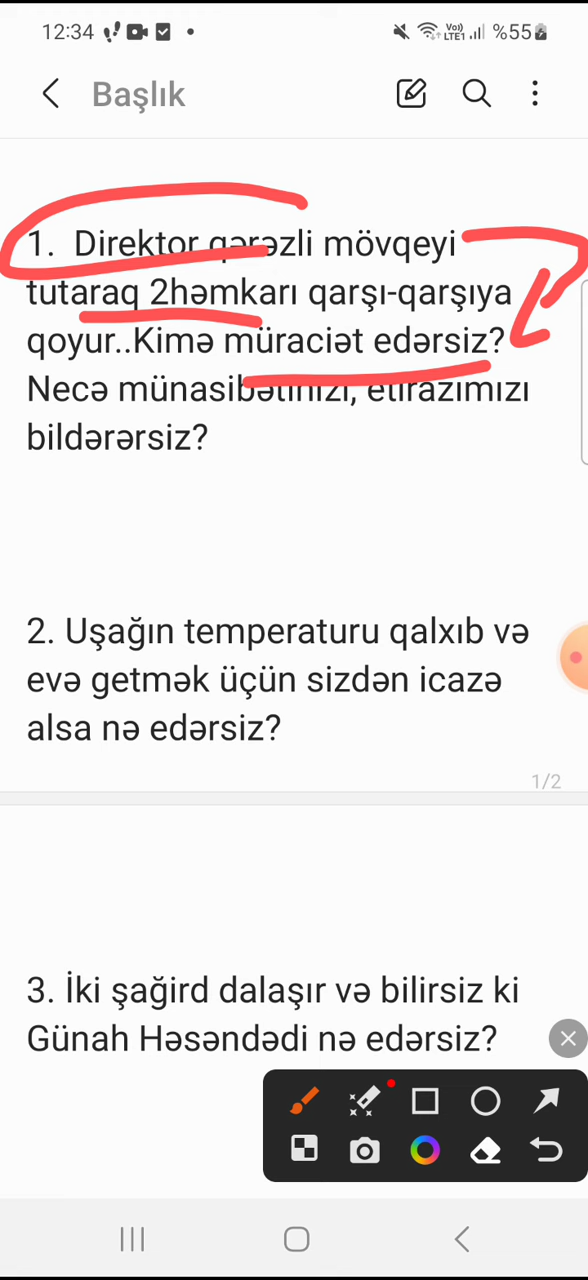 12:34
Vo))
LTE1
%55
Başlık
1. Direktor qərəzli mövqeyi
tutaraq 2həmkarı qarşı-qarşıya
qoyur..Kimə müraciət edərsiz?
Necə münasibətinizi, etirazımızı
bildərərsiz?
2. Uşağın temperaturu qalxıb və
evə getmək üçün sizdən icazə
alsa nə edərsiz?
1/2
3. İki şağird dalaşır və bilirsiz ki
Günah Həsəndədi nə edərsiz?